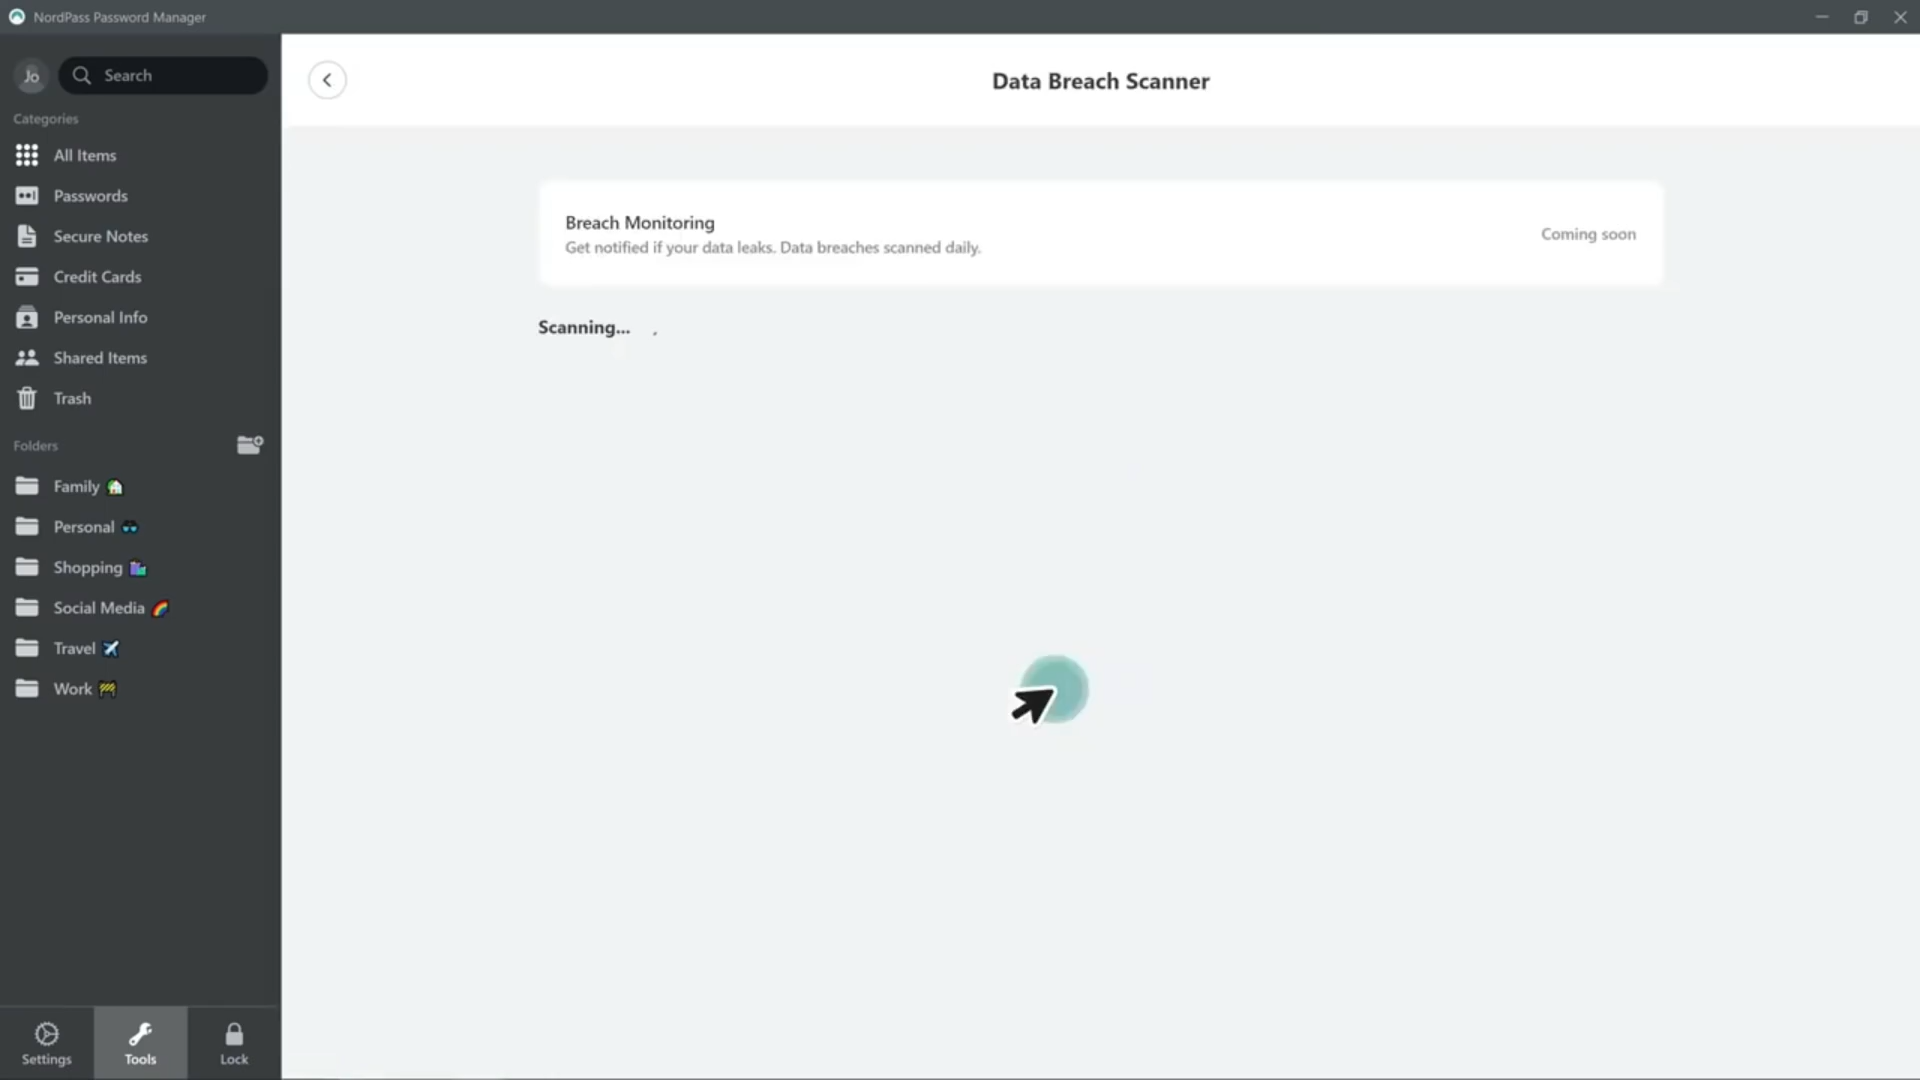 NordPass Password Manager
Jo
Search
Categories
All Items
Passwords
Secure Notes
Credit Cards
Personal Info
Shared Items
Trash
Folders
Family
Personal
Shopping
Social Media
Travel
Work
Settings
Tools
Lock
Data Breach Scanner
Breach Monitoring
Get notified if your data leaks. Data breaches scanned daily.
Coming soon
Scanning...